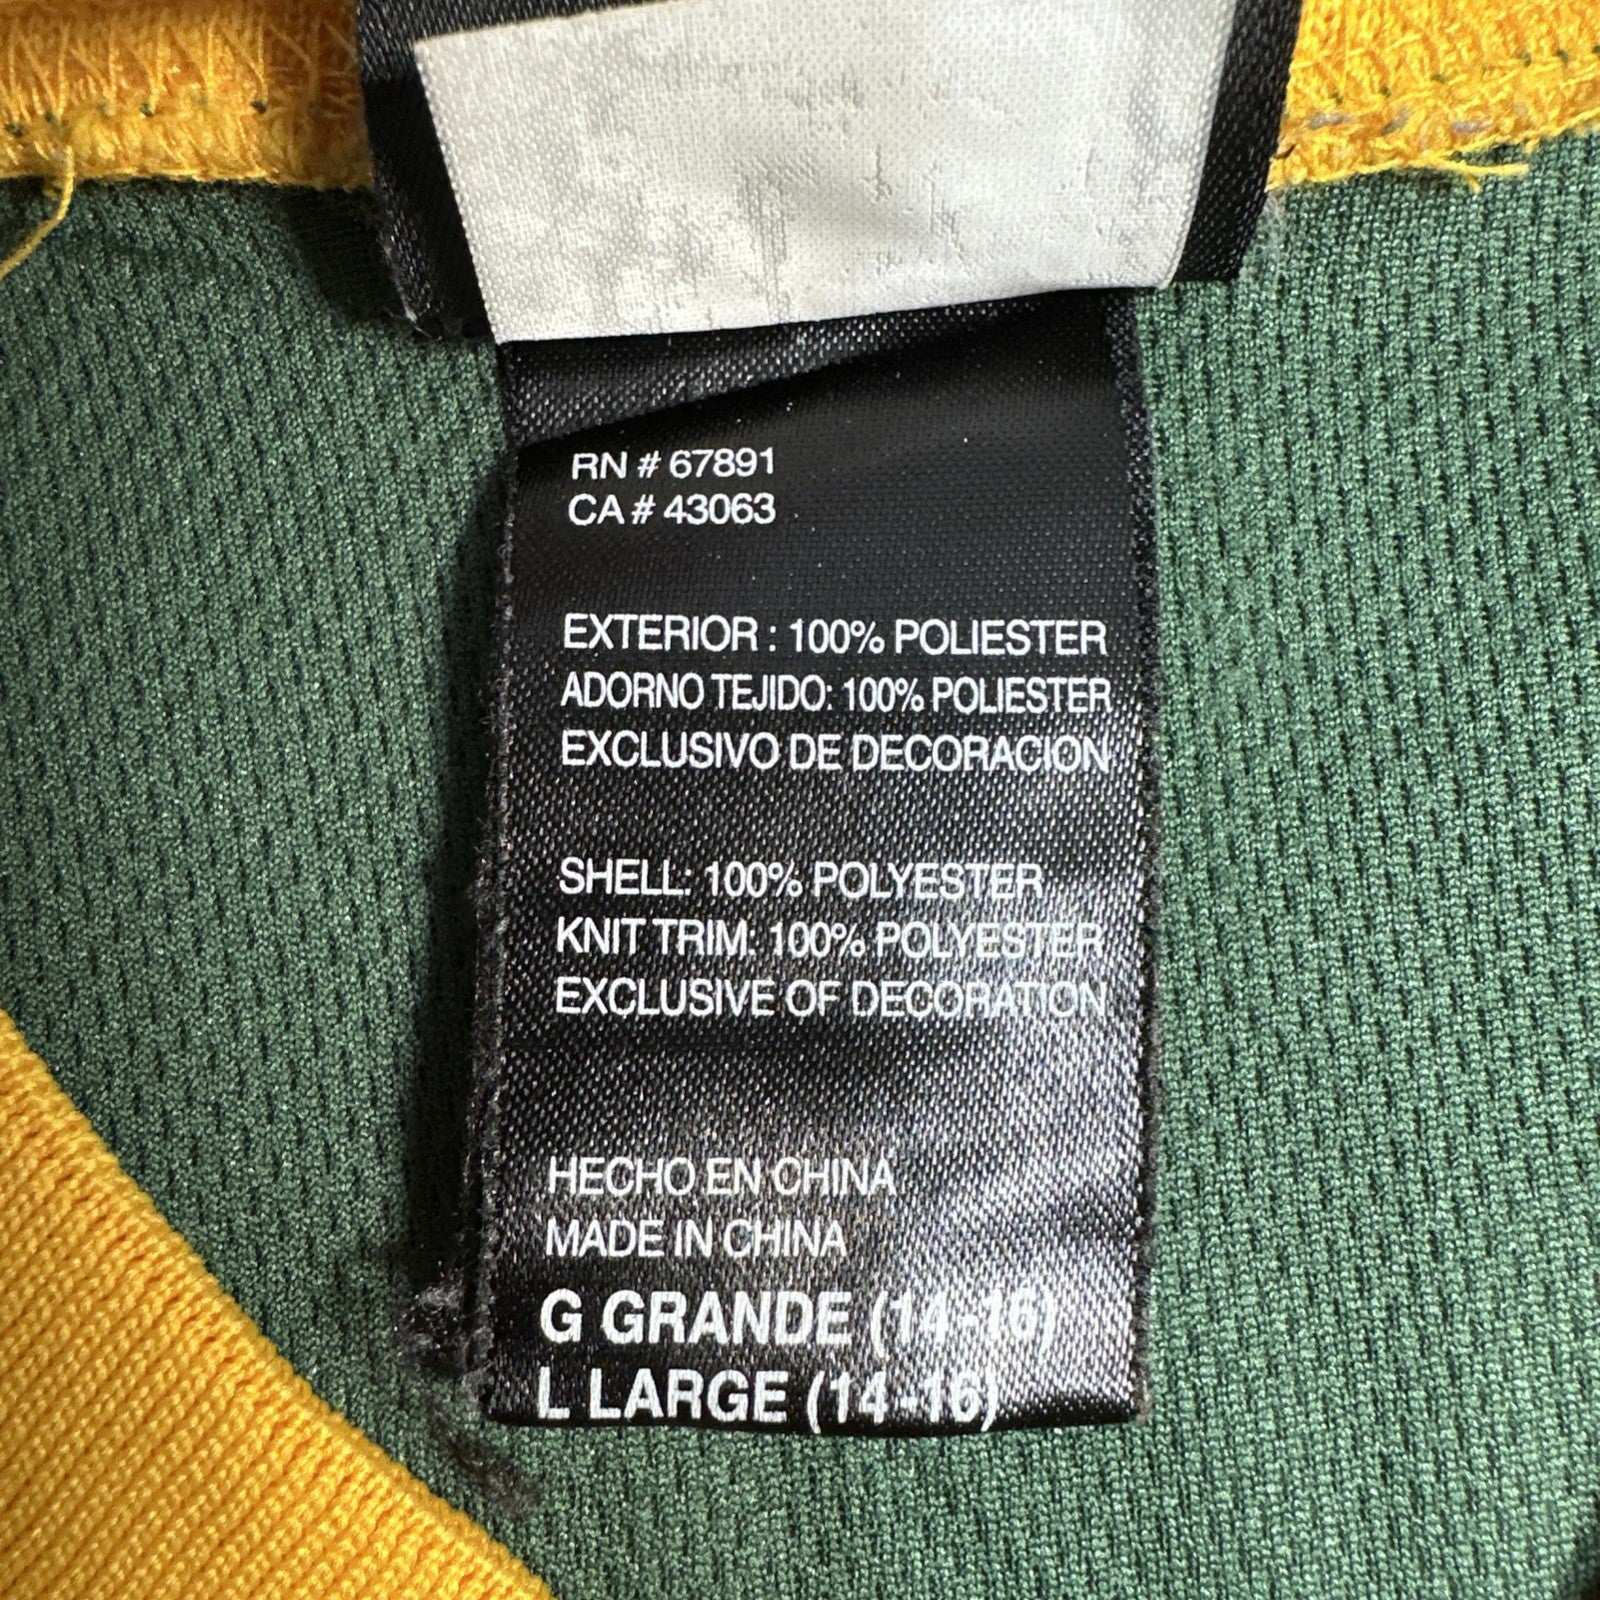 RN # 67891
CA # 43063
EXTERIOR : 100% POLIESTER
ADORNO TEJIDO: 100% POLIESTER
EXCLUSIVO DE DECORACION
SHELL: 100% POLYESTER
KNIT TRIM: 100% POLYESTER
EXCLUSIVE OF DECORATION
HECHO EN CHINA
MADE IN CHINA
G GRANDE (14-16)
L LARGE (14-16)